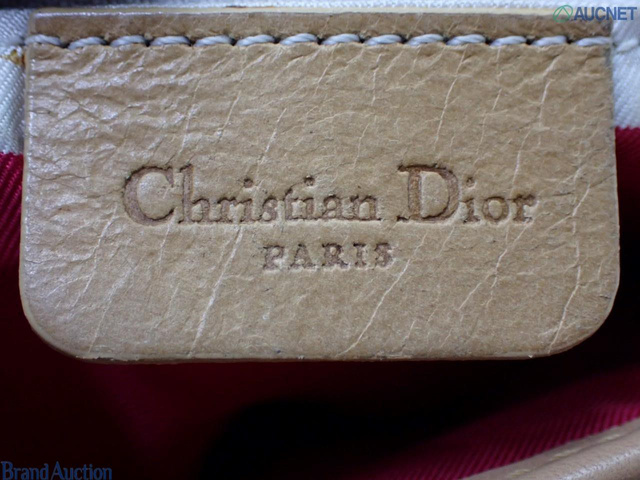 AUCNET
Christian Dior
PARIS
Brand Auction